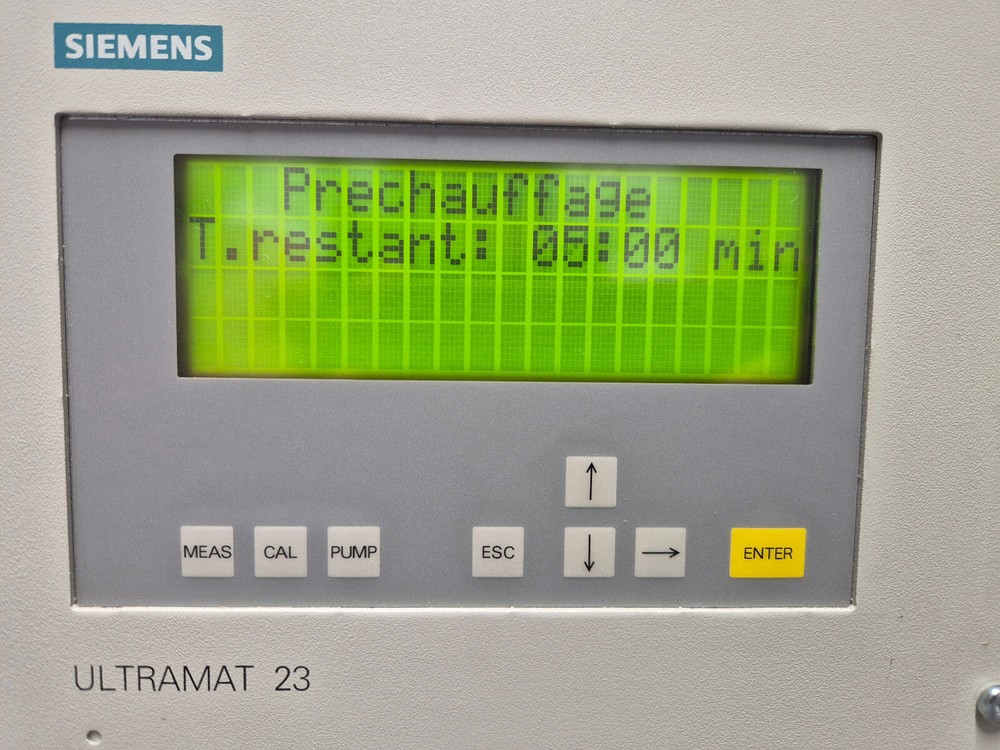 SIEMENS
Prechauffage
T.restant: 05:00 min
↑
MEAS CAL PUMP ESC ↓ → ENTER
ULTRAMAT 23